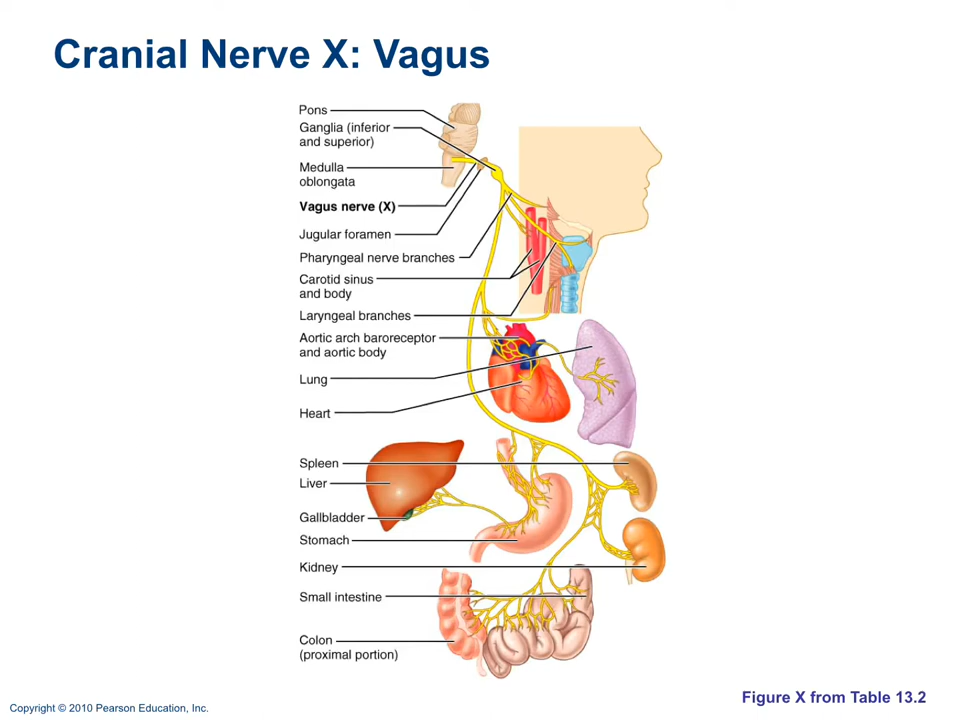 Cranial Nerve X: Vagus
Pons
Ganglia (inferior
and superior)
Medulla
oblongata
Vagus nerve (X)
Jugular foramen
Pharyngeal nerve branches
Carotid sinus
and body
Laryngeal branches
Aortic arch baroreceptor
and aortic body
Lung
Heart
Spleen
Liver
Gallbladder
Stomach
Kidney
Small intestine
Colon
(proximal portion)
Copyright © 2010 Pearson Education, Inc.
Figure X from Table 13.2